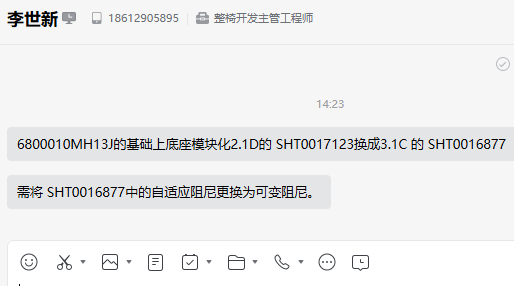 李世新 18612905895 整椅开发主管工程师
14:23
6800010MH13J的基础上底座模块化2.1D的 SHT0017123换成3.1C 的 SHT0016877
需将 SHT0016877中的自适应阻尼更换为可变阻尼。